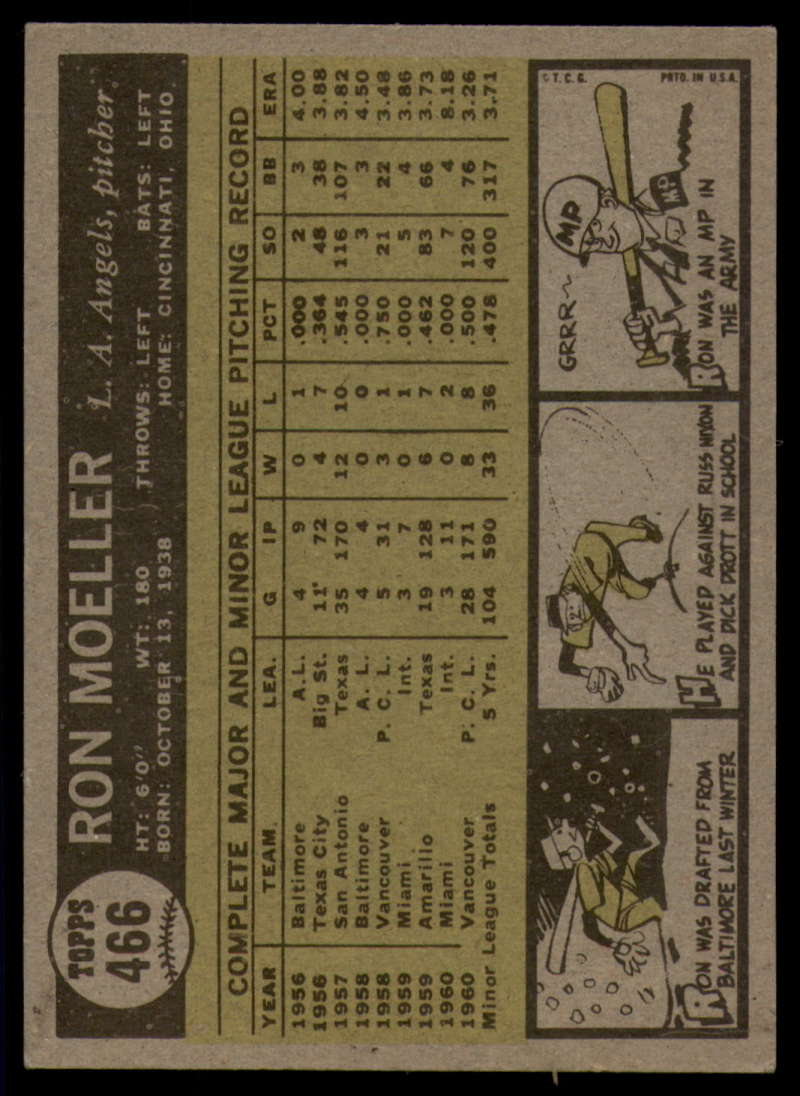 TOPPS
466
RON MOELLER L. A. Angels, pitcher
HT: 6'0" WT: 180 THROWS: LEFT BATS: LEFT
BORN: OCTOBER 13, 1938 HOME: CINCINNATI, OHIO
COMPLETE MAJOR AND MINOR LEAGUE PITCHING RECORD
YEAR TEAM LEA. G IP W L PCT SO BB ERA
1956 Baltimore A.L. 4 9 0 1 .000 2 3 4.00
1956 Texas City Big St. 11 72 4 7 .364 48 38 3.88
1957 San Antonio Texas 35 170 12 10 .545 116 107 3.82
1958 Baltimore A. L. 4 4 0 0 .000 3 3 4.50
1958 Vancouver P. C. L. 5 31 3 1 .750 21 22 3.48
1959 Miami Int. 3 7 0 1 .000 5 4 3.86
1959 Amarillo Texas 19 128 6 7 .462 83 66 3.73
1960 Miami Int. 3 11 0 2 .000 7 4 8.18
1960 Vancouver P. C. L. 28 171 8 8 .500 120 76 3.26
Minor League Totals 5 Yrs. 104 590 33 36 .478 400 317 3.71
RON WAS DRAFTED FROM
BALTIMORE LAST WINTER
12
HE PLAYED AGAINST RUSS NIXON
AND DICK DROTT IN SCHOOL
© T. C. G. PRTD. IN U.S.A.
GRRR~
MP
MP
RON WAS AN MP IN
THE ARMY